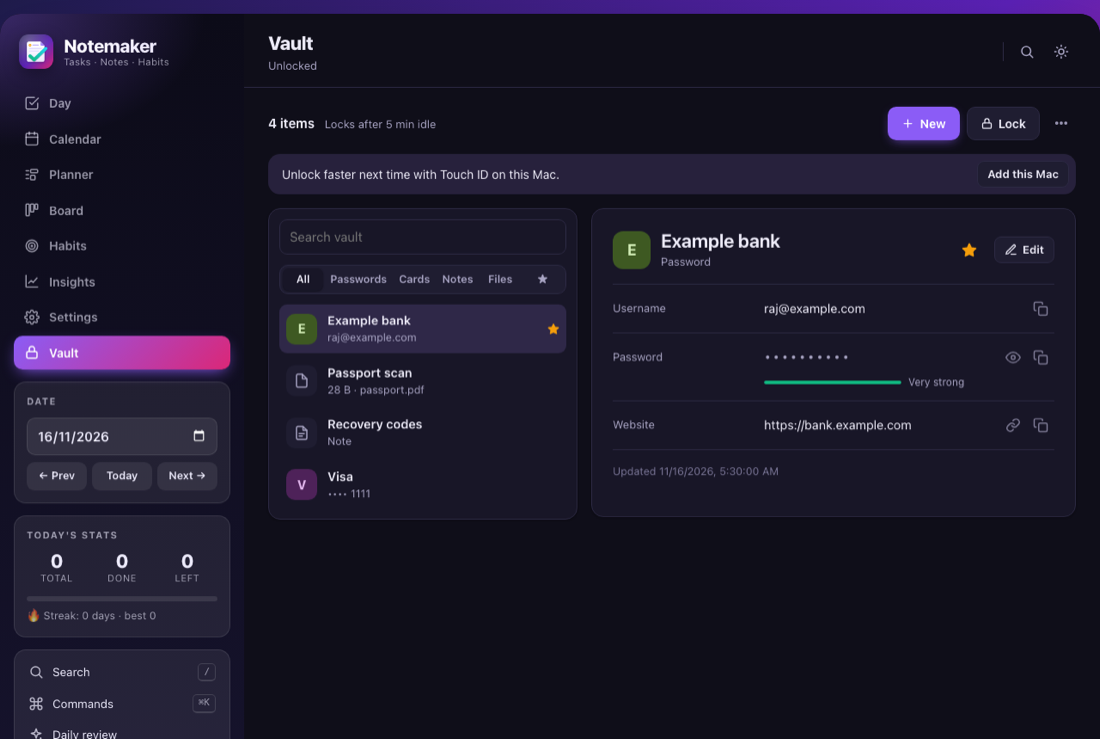 Notemaker
Tasks · Notes · Habits
Day
Calendar
Planner
Board
Habits
Insights
Settings
Vault
DATE
16/11/2026
← Prev
Today
Next →
TODAY'S STATS
0 0 0
TOTAL DONE LEFT
Streak: 0 days · best 0
Search /
Commands ⌘K
Daily review
Vault
Unlocked
4 items Locks after 5 min idle
+ New
Lock
Unlock faster next time with Touch ID on this Mac.
Add this Mac
Search vault
All Passwords Cards Notes Files
E
Example bank
raj@example.com
Passport scan
28 B · passport.pdf
Recovery codes
Note
V
Visa
•••• 1111
E
Example bank
Password
Edit
Username raj@example.com
Password ••••••••••
Very strong
Website https://bank.example.com
Updated 11/16/2026, 5:30:00 AM